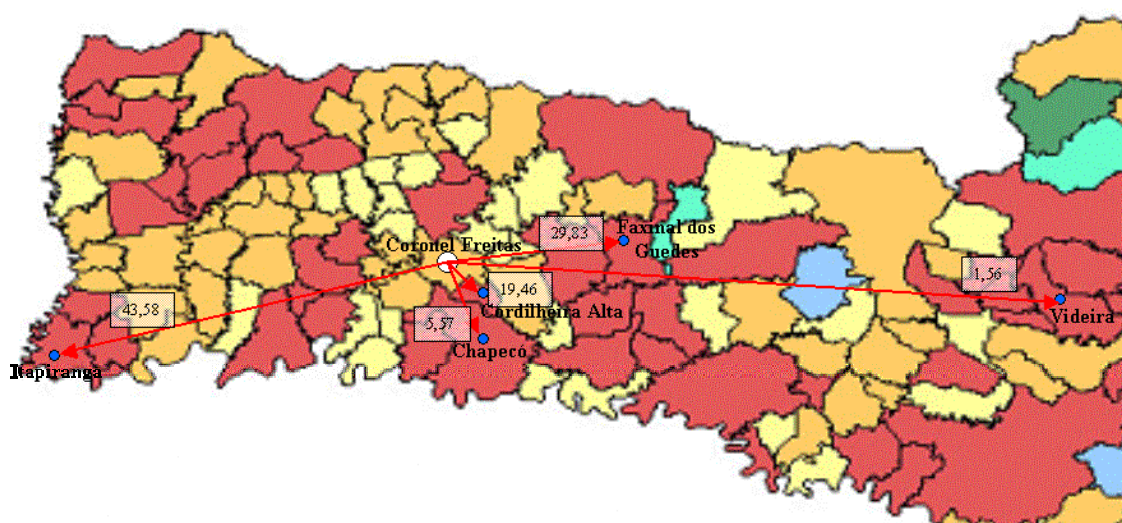 29,83
Faxinal dos
Guedes
Coronel Freitas
1,56
19,46
43,58
Cordilheira Alta
5,57
Videira
Chapecó
Itapiranga